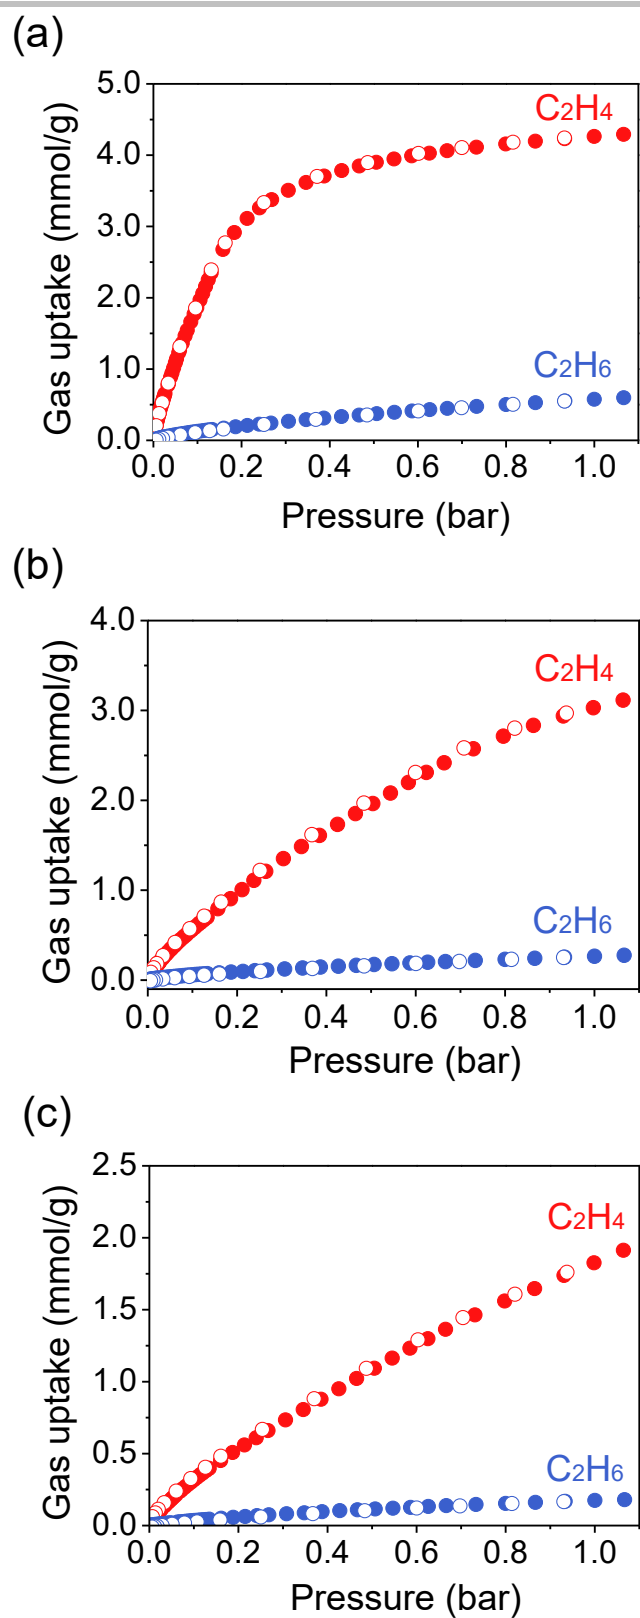 (a)
5.0
4.0
3.0
2.0
1.0
0.0
C2H4
C2H6
0.0 0.2 0.4 0.6 0.8 1.0
Gas uptake (mmol/g)
Pressure (bar)
(b)
4.0
3.0
2.0
1.0
0.0
C2H4
C2H6
0.0 0.2 0.4 0.6 0.8 1.0
Gas uptake (mmol/g)
Pressure (bar)
(c)
2.5
2.0
1.5
1.0
0.5
0.0
C2H4
C2H6
0.0 0.2 0.4 0.6 0.8 1.0
Gas uptake (mmol/g)
Pressure (bar)